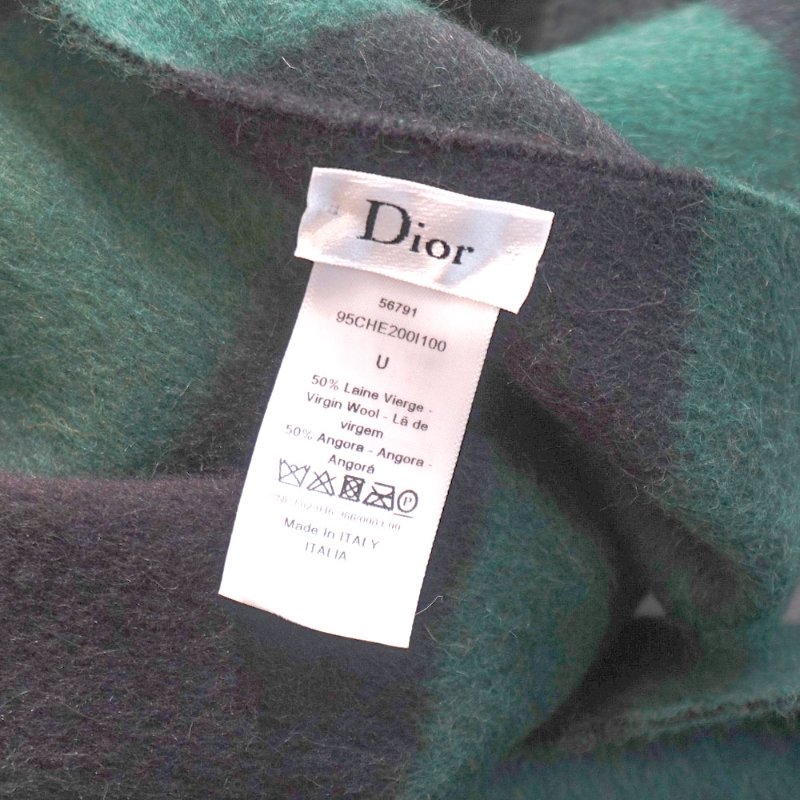 Dior
56791
95CHE200I100
U
50% Laine Vierge -
Virgin Wool - Lã de
virgem
50% Angora - Angora -
Angorá
P
Made in ITALY
ITALIA